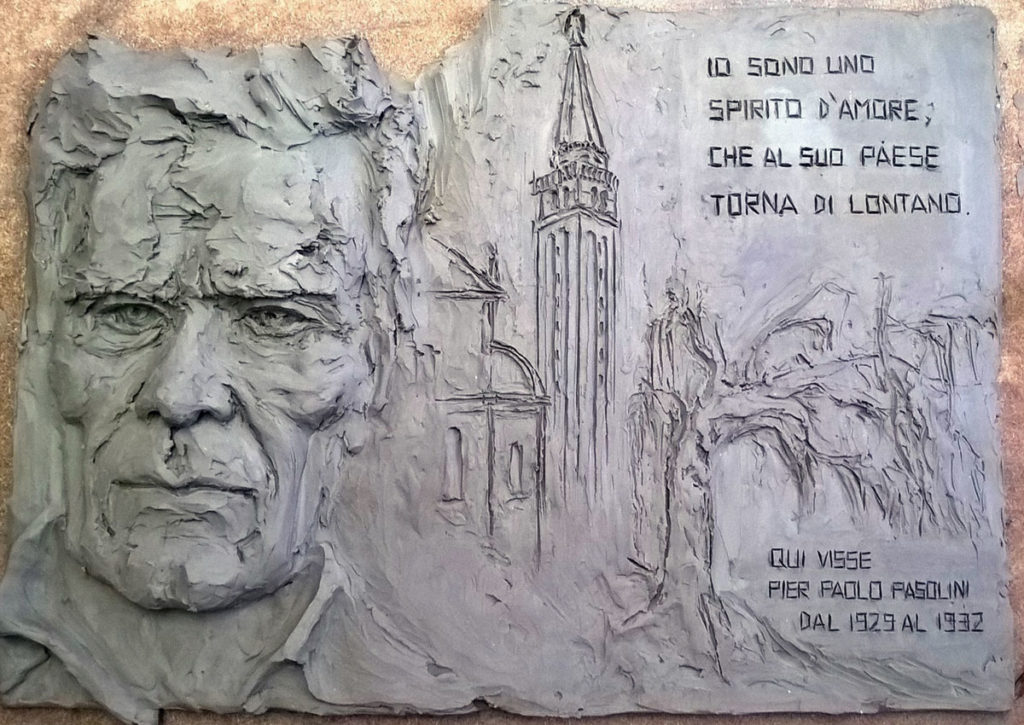 IO SONO UNO
SPIRITO D'AMORE,
CHE AL SUO PAESE
TORNA DI LONTANO.
QUI VISSE
PIER PAOLO PASOLINI
DAL 1929 AL 1932